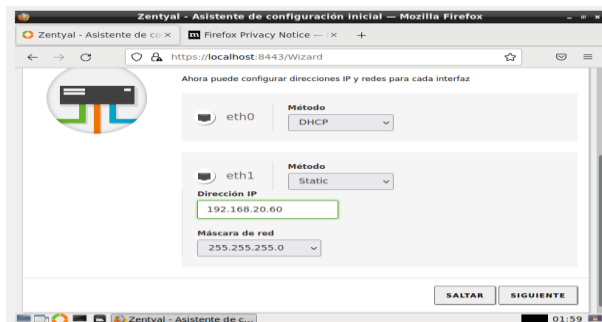 Zentyal - Asistente de configuración inicial — Mozilla Firefox
Zentyal - Asistente de co
Firefox Privacy Notice —
https://localhost:8443/Wizard
Ahora puede configurar direcciones IP y redes para cada interfaz
eth0
Método
DHCP
eth1
Método
Static
Dirección IP
192.168.20.60
Máscara de red
255.255.255.0
SALTAR SIGUIENTE
Zentyal - Asistente de c... 01:59